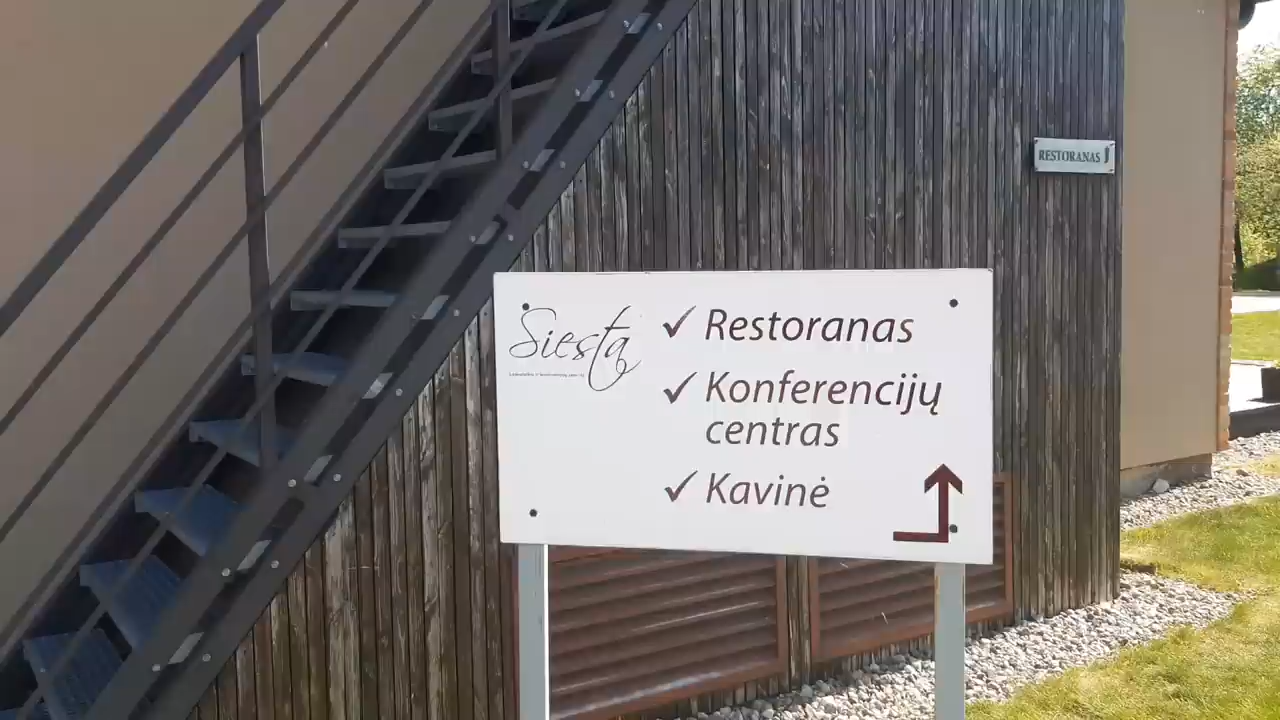 RESTORANAS
Siesta
✓ Restoranas
✓ Konferencijų
centras
✓ Kavinė